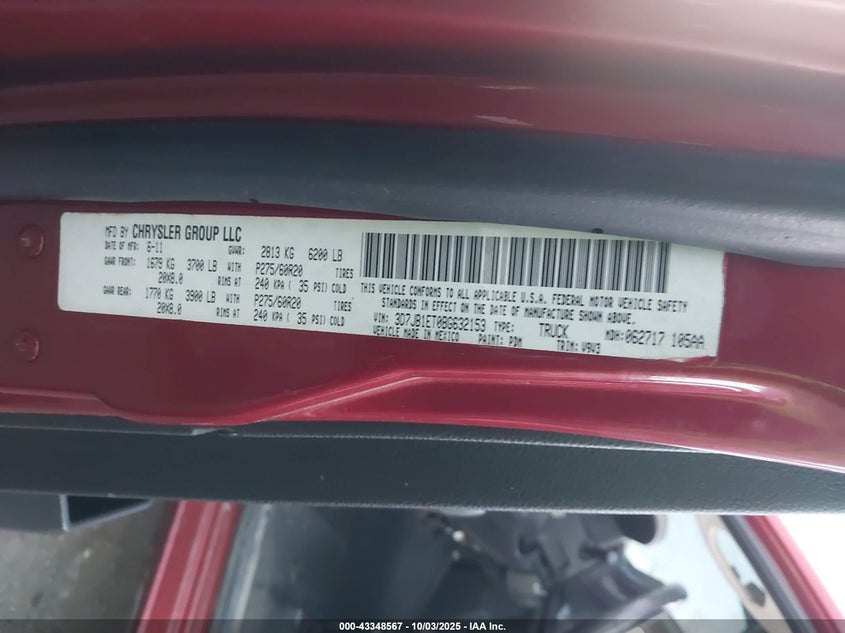 MFD BY CHRYSLER GROUP LLC
DATE OF MFR: 6-11 GVWR: 2813 KG 6200 LB
GAWR FRONT: 1679 KG 3700 LB WITH P275/60R20 TIRES
20X8.0 RIMS AT 240 KPA ( 35 PSI) COLD
GAWR REAR: 1770 KG 3900 LB WITH P275/60R20 TIRES
20X8.0 RIMS AT 240 KPA ( 35 PSI) COLD
THIS VEHICLE CONFORMS TO ALL APPLICABLE U.S.A. FEDERAL MOTOR VEHICLE SAFETY
STANDARDS IN EFFECT ON THE DATE OF MANUFACTURE SHOWN ABOVE.
VIN: 3D7JB1ET0BG632153 TYPE: TRUCK MDH: 062717 105AA
VEHICLE MADE IN MEXICO PAINT: PDM TRIM: V9V3
000-43348567 - 10/03/2025 - IAA Inc.